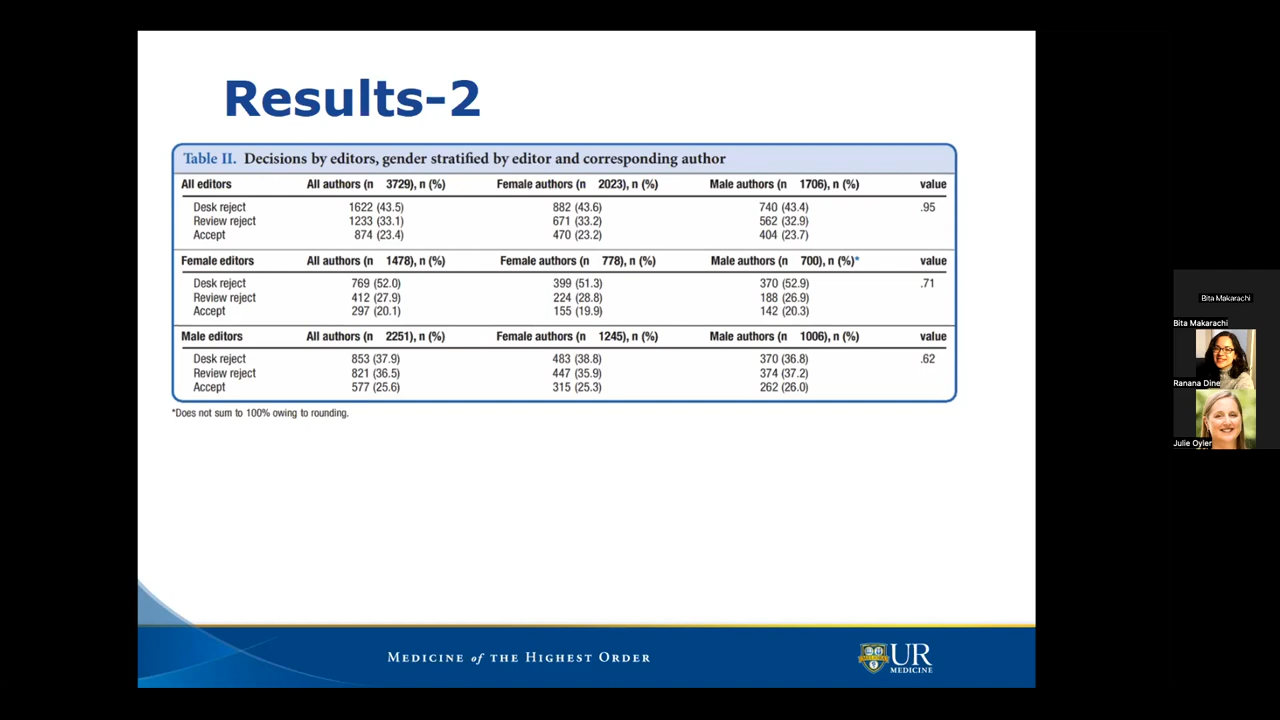 Results-2
Table II. Decisions by editors, gender stratified by editor and corresponding author
All editors All authors (n 3729), n (%) Female authors (n 2023), n (%) Male authors (n 1706), n (%) value
Desk reject 1622 (43.5) 882 (43.6) 740 (43.4) .95
Review reject 1233 (33.1) 671 (33.2) 562 (32.9)
Accept 874 (23.4) 470 (23.2) 404 (23.7)
Female editors All authors (n 1478), n (%) Female authors (n 778), n (%) Male authors (n 700), n (%)* value
Desk reject 769 (52.0) 399 (51.3) 370 (52.9) .71
Review reject 412 (27.9) 224 (28.8) 188 (26.9)
Accept 297 (20.1) 155 (19.9) 142 (20.3)
Male editors All authors (n 2251), n (%) Female authors (n 1245), n (%) Male authors (n 1006), n (%) value
Desk reject 853 (37.9) 483 (38.8) 370 (36.8) .62
Review reject 821 (36.5) 447 (35.9) 374 (37.2)
Accept 577 (25.6) 315 (25.3) 262 (26.0)
*Does not sum to 100% owing to rounding.
MEDICINE of THE HIGHEST ORDER
UR
MEDICINE
Bita Makarachi
Bita Makarachi
Ranana Dine
Julie Oyler